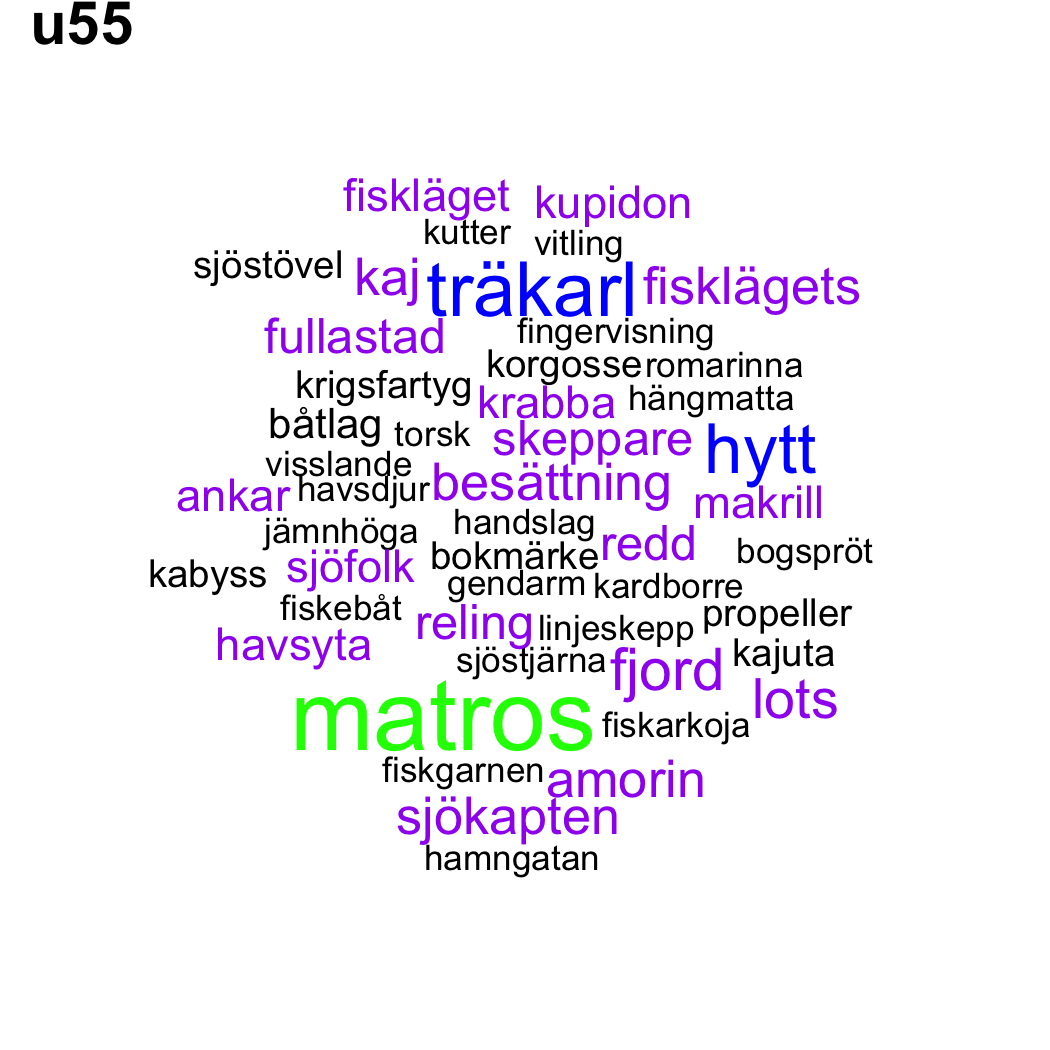 u55
fiskläget kupidon
kutter vitling
sjöstövel kaj träkarl fisklägets
fullastad fingervisning
korgosse romarinna
krigsfartyg krabba hängmatta
båtlag torsk skeppare hytt
visslande
ankar havsdjur besättning makrill
jämnhöga handslag redd
kabyss sjöfolk bokmärke bogspröt
gendarm kardborre
fiskebåt reling linjeskepp propeller
havsyta sjöstjärna fjord kajuta
lots
matros fiskarkoja
fiskgarnen amorin
sjökapten
hamngatan